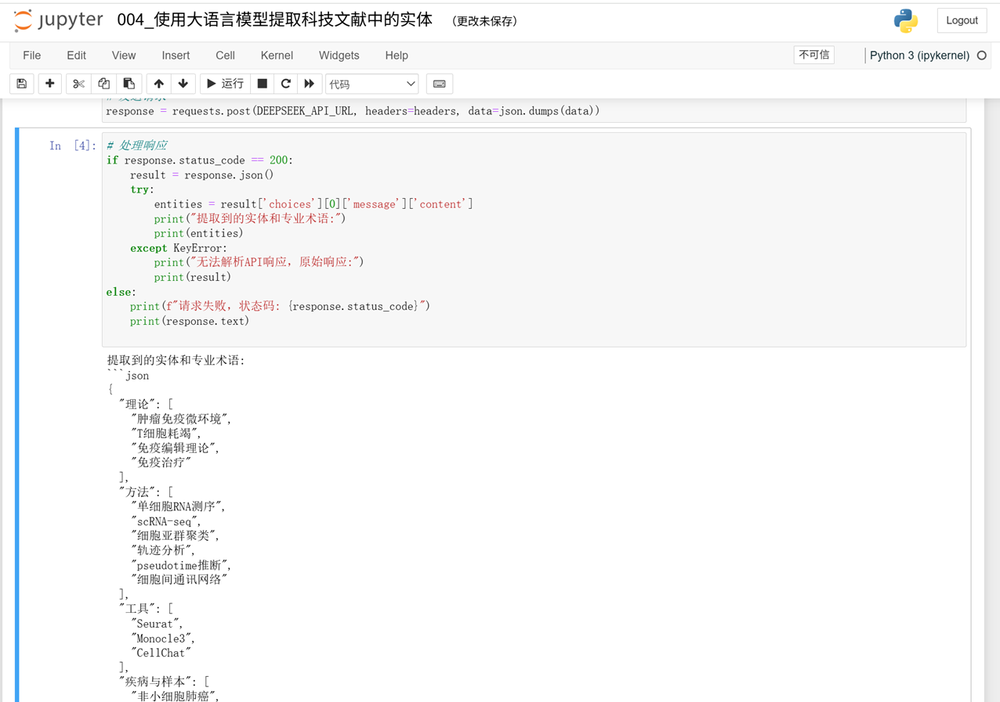 jupyter 004_使用大语言模型提取科技文献中的实体 (更改未保存)
Logout
File Edit View Insert Cell Kernel Widgets Help 不可信 Python 3 (ipykernel)
运行 代码
# 发送请求
response = requests.post(DEEPSEEK_API_URL, headers=headers, data=json.dumps(data))
In [4]:
# 处理响应
if response.status_code == 200:
    result = response.json()
    try:
        entities = result['choices'][0]['message']['content']
        print("提取到的实体和专业术语:")
        print(entities)
    except KeyError:
        print("无法解析API响应，原始响应:")
        print(result)
else:
    print(f"请求失败，状态码: {response.status_code}")
    print(response.text)
提取到的实体和专业术语:
```json
{
  "理论": [
    "肿瘤免疫微环境",
    "T细胞耗竭",
    "免疫编辑理论",
    "免疫治疗"
  ],
  "方法": [
    "单细胞RNA测序",
    "scRNA-seq",
    "细胞亚群聚类",
    "轨迹分析",
    "pseudotime推断",
    "细胞间通讯网络"
  ],
  "工具": [
    "Seurat",
    "Monocle3",
    "CellChat"
  ],
  "疾病与样本": [
    "非小细胞肺癌",